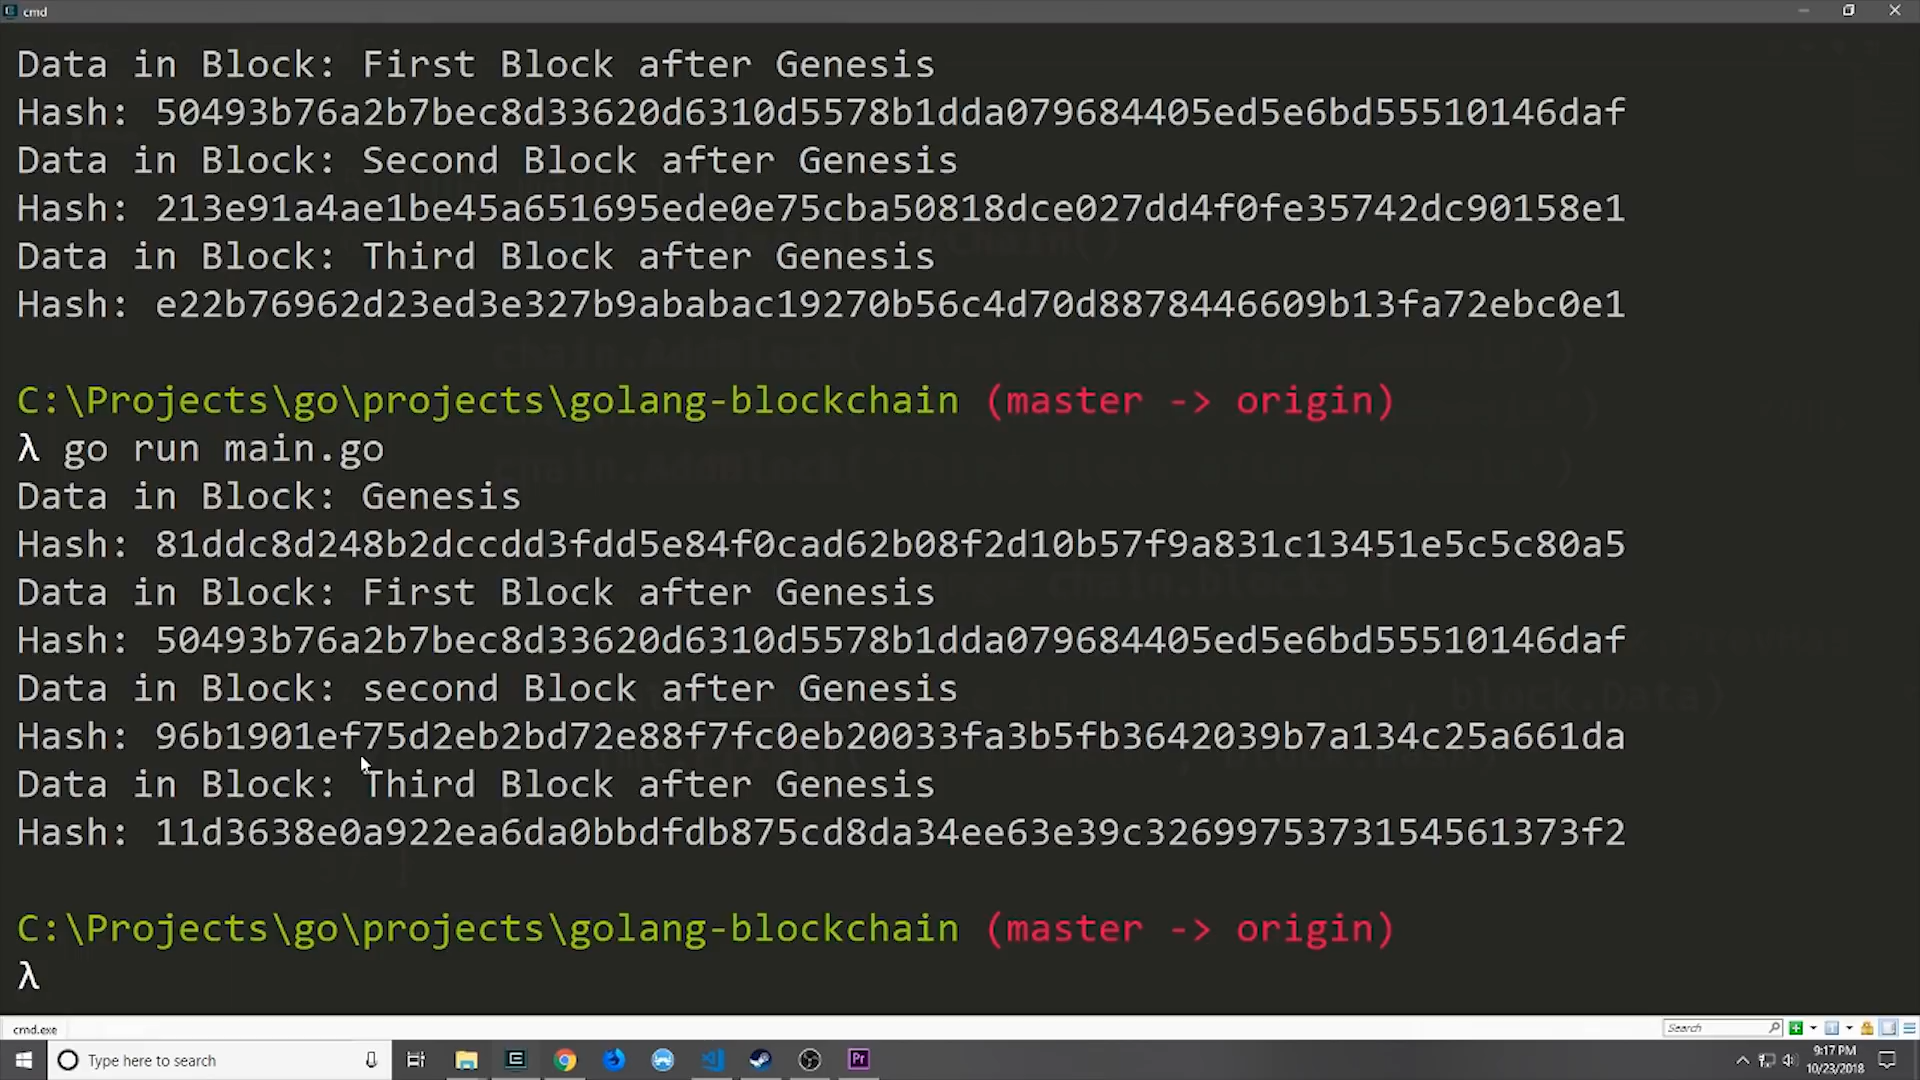 cmd
Data in Block: First Block after Genesis
Hash: 50493b76a2b7bec8d33620d6310d5578b1dda079684405ed5e6bd55510146daf
Data in Block: Second Block after Genesis
Hash: 213e91a4ae1be45a651695ede0e75cba50818dce027dd4f0fe35742dc90158e1
Data in Block: Third Block after Genesis
Hash: e22b76962d23ed3e327b9ababac19270b56c4d70d8878446609b13fa72ebc0e1
C:\Projects\go\projects\golang-blockchain (master -> origin)
λ go run main.go
Data in Block: Genesis
Hash: 81ddc8d248b2dccdd3fdd5e84f0cad62b08f2d10b57f9a831c13451e5c5c80a5
Data in Block: First Block after Genesis
Hash: 50493b76a2b7bec8d33620d6310d5578b1dda079684405ed5e6bd55510146daf
Data in Block: second Block after Genesis
Hash: 96b1901ef75d2eb2bd72e88f7fc0eb20033fa3b5fb3642039b7a134c25a661da
Data in Block: Third Block after Genesis
Hash: 11d3638e0a922ea6da0bbdfdb875cd8da34ee63e39c3269975373154561373f2
C:\Projects\go\projects\golang-blockchain (master -> origin)
λ
cmd.exe
Search
Type here to search
Pr
9:17 PM
10/23/2018